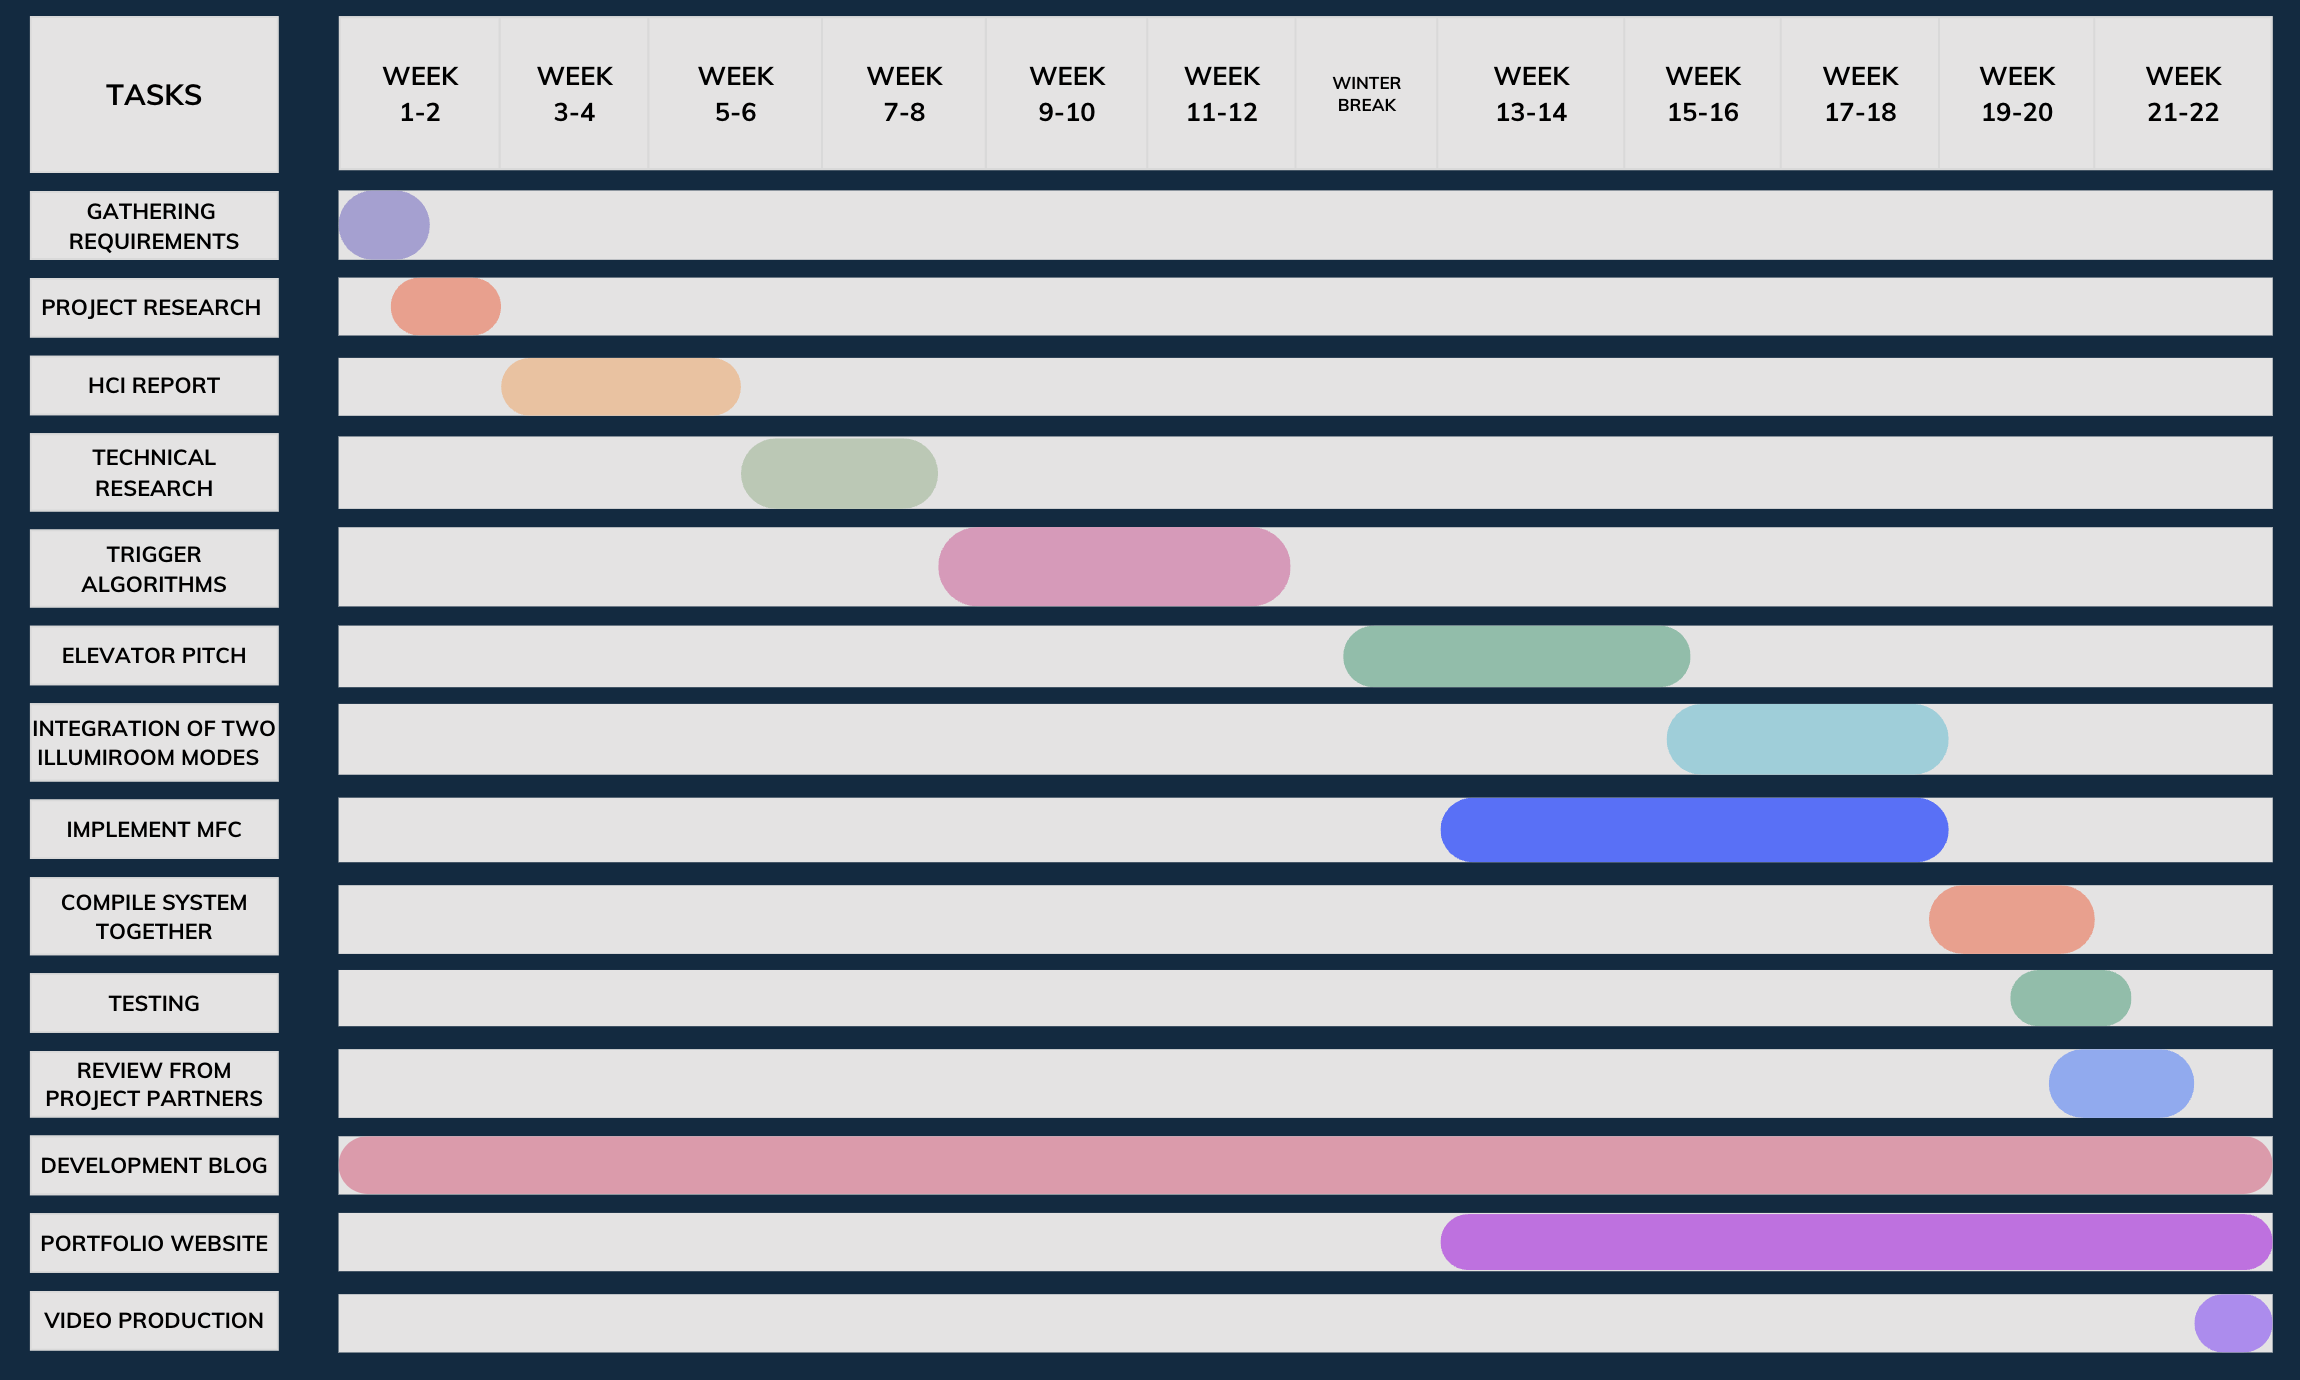 TASKS
WEEK
1-2
WEEK
3-4
WEEK
5-6
WEEK
7-8
WEEK
9-10
WEEK
11-12
WINTER
BREAK
WEEK
13-14
WEEK
15-16
WEEK
17-18
WEEK
19-20
WEEK
21-22
GATHERING
REQUIREMENTS
PROJECT RESEARCH
HCI REPORT
TECHNICAL
RESEARCH
TRIGGER
ALGORITHMS
ELEVATOR PITCH
INTEGRATION OF TWO
ILLUMIROOM MODES
IMPLEMENT MFC
COMPILE SYSTEM
TOGETHER
TESTING
REVIEW FROM
PROJECT PARTNERS
DEVELOPMENT BLOG
PORTFOLIO WEBSITE
VIDEO PRODUCTION